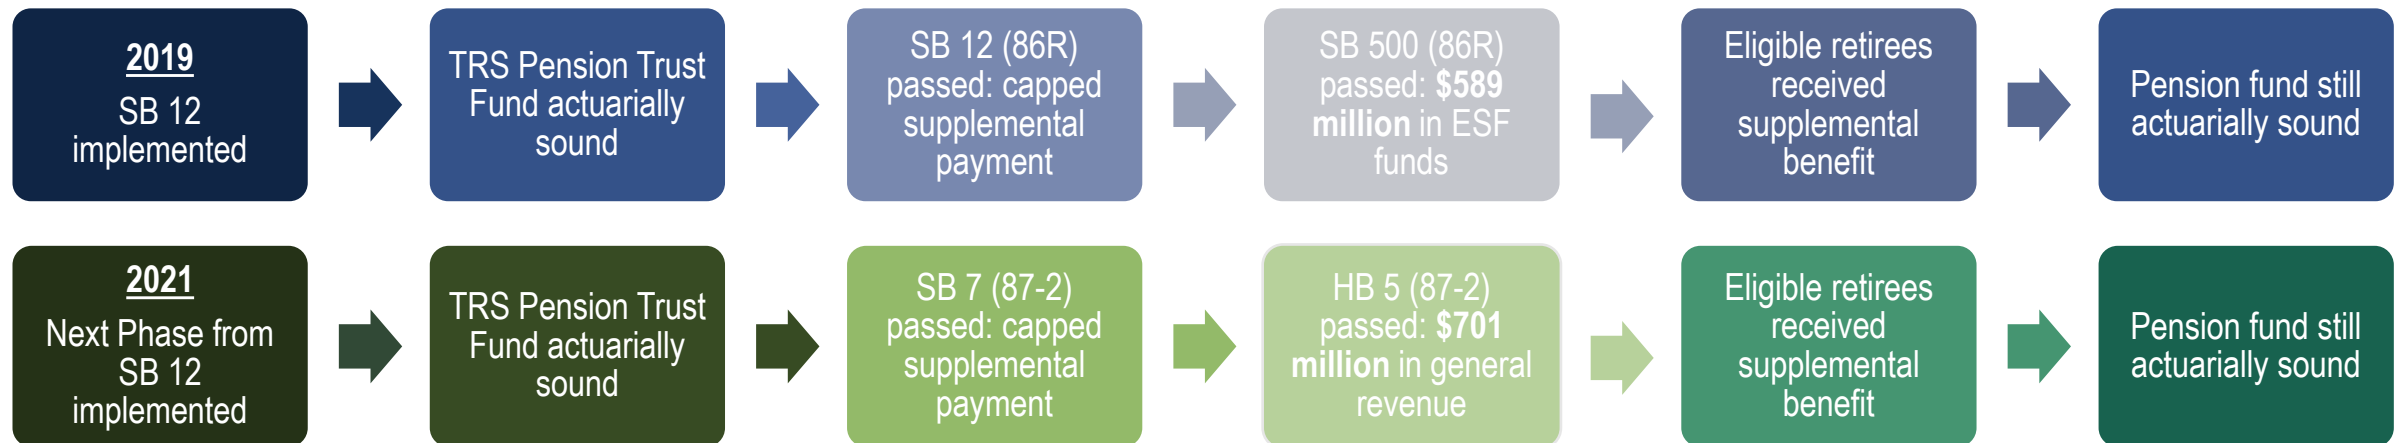 2019
SB 12
implemented
TRS Pension Trust
Fund actuarially
sound
SB 12 (86R)
passed: capped
supplemental
payment
SB 500 (86R)
passed: $589
million in ESF
funds
Eligible retirees
received
supplemental
benefit
Pension fund still
actuarially sound
2021
Next Phase from
SB 12
implemented
TRS Pension Trust
Fund actuarially
sound
SB 7 (87-2)
passed: capped
supplemental
payment
HB 5 (87-2)
passed: $701
million in general
revenue
Eligible retirees
received
supplemental
benefit
Pension fund still
actuarially sound